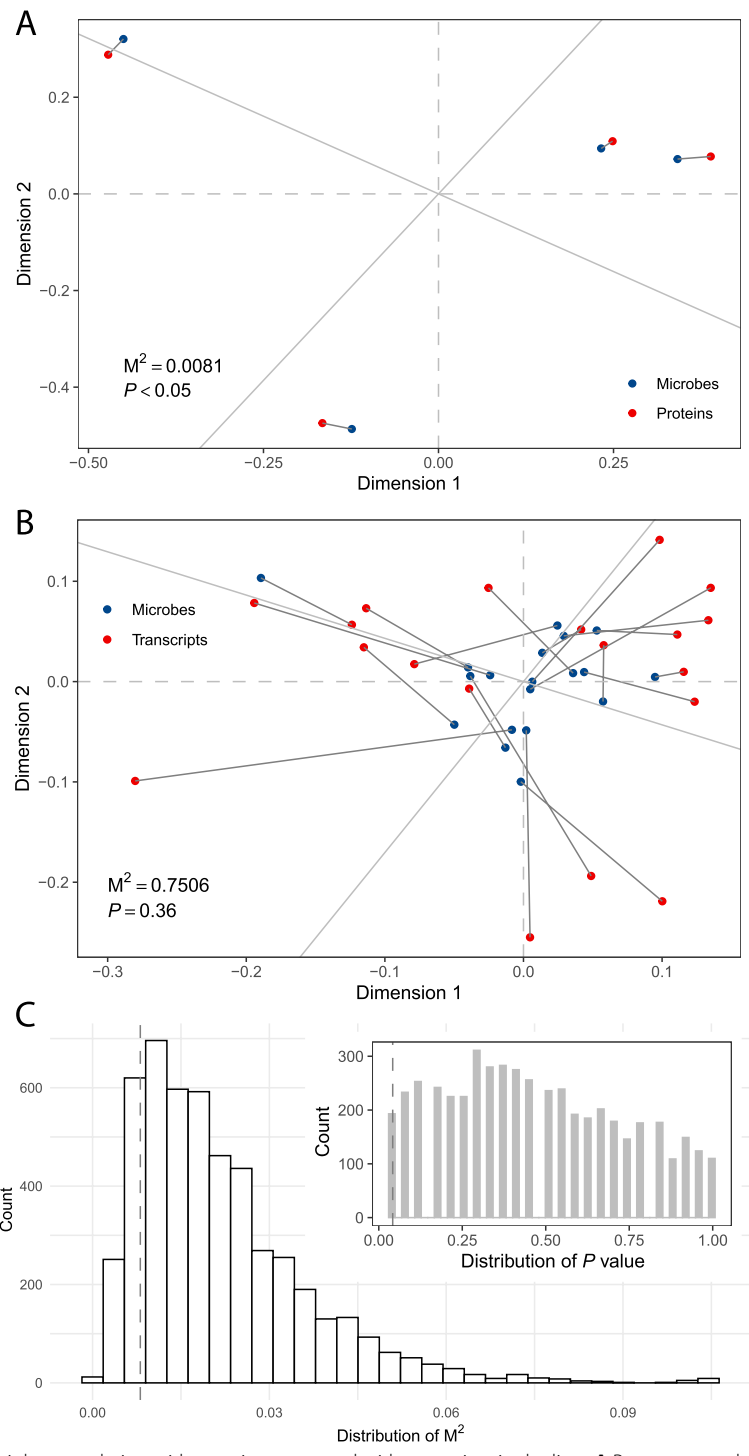 A
Dimension 2
0.2
0.0
−0.2
−0.4
M2 = 0.0081
P < 0.05
Microbes
Proteins
−0.50
−0.25
0.00
0.25
Dimension 1
B
Dimension 2
0.1
0.0
−0.1
−0.2
Microbes
Transcripts
M2 = 0.7506
P = 0.36
−0.3
−0.2
−0.1
0.0
0.1
Dimension 1
C
Count
600
400
200
0
0.00
0.03
0.06
0.09
Distribution of M2
Count
300
200
100
0
0.00
0.25
0.50
0.75
1.00
Distribution of P value